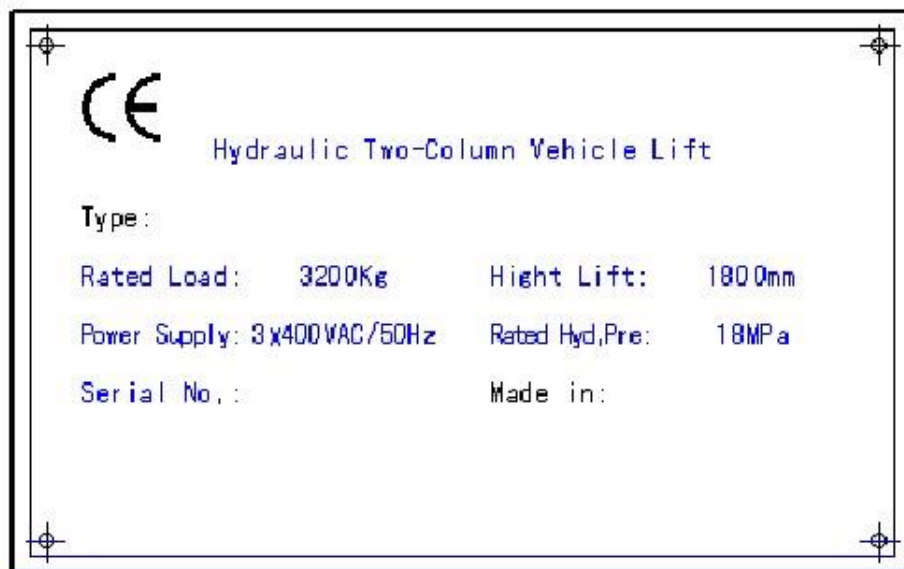 CE
Hydraulic Two-Column Vehicle Lift
Type:
Rated Load: 3200Kg Hight Lift: 1800mm
Power Supply: 3x400VAC/50Hz Rated Hyd,Pre: 18MPa
Serial No,: Made in: